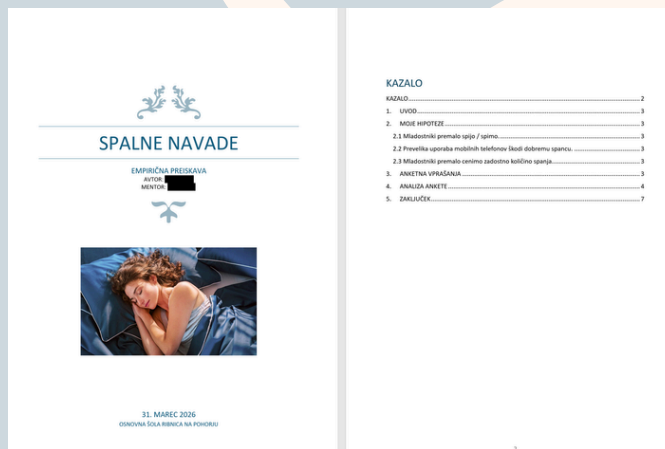 SPALNE NAVADE
EMPIRIČNA PREISKAVA
AVTOR:
MENTOR:
31. MAREC 2026
OSNOVNA ŠOLA RIBNICA NA POHORJU
KAZALO
KAZALO 2
1. UVOD 3
2. MOJE HIPOTEZE 3
2.1 Mladostniki premalo spijo / spimo. 3
2.2 Prevelika uporaba mobilnih telefonov škodi dobremu spancu. 3
2.3 Mladostniki premalo cenimo zadostno količino spanja. 3
3. ANKETNA VPRAŠANJA 3
4. ANALIZA ANKETE 4
5. ZAKLJUČEK 7